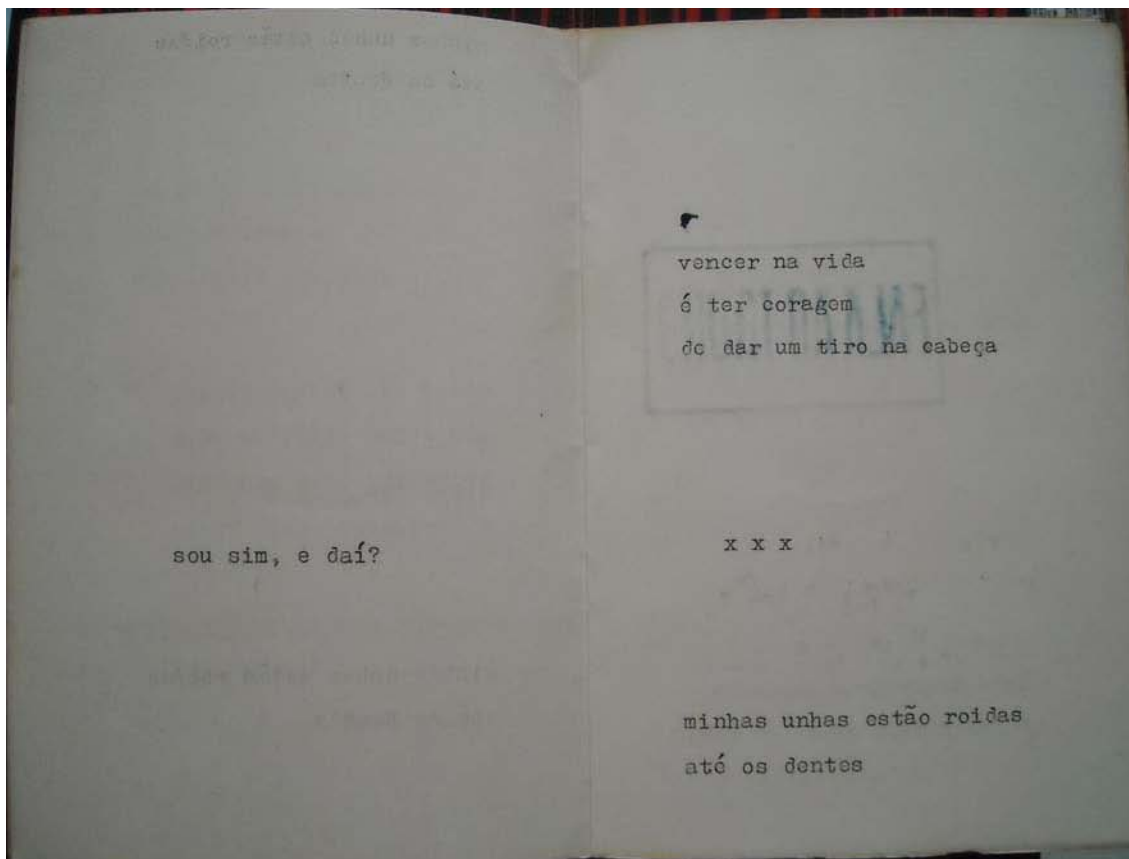 sou sim, e daí?
vencer na vida
é ter coragem
de dar um tiro na cabeça
x x x
minhas unhas estão roidas
até os dentes